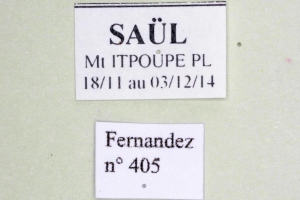 SAÜL
Mt ITPOUPE PL
18/11 au 03/12/14
Fernandez
n° 405